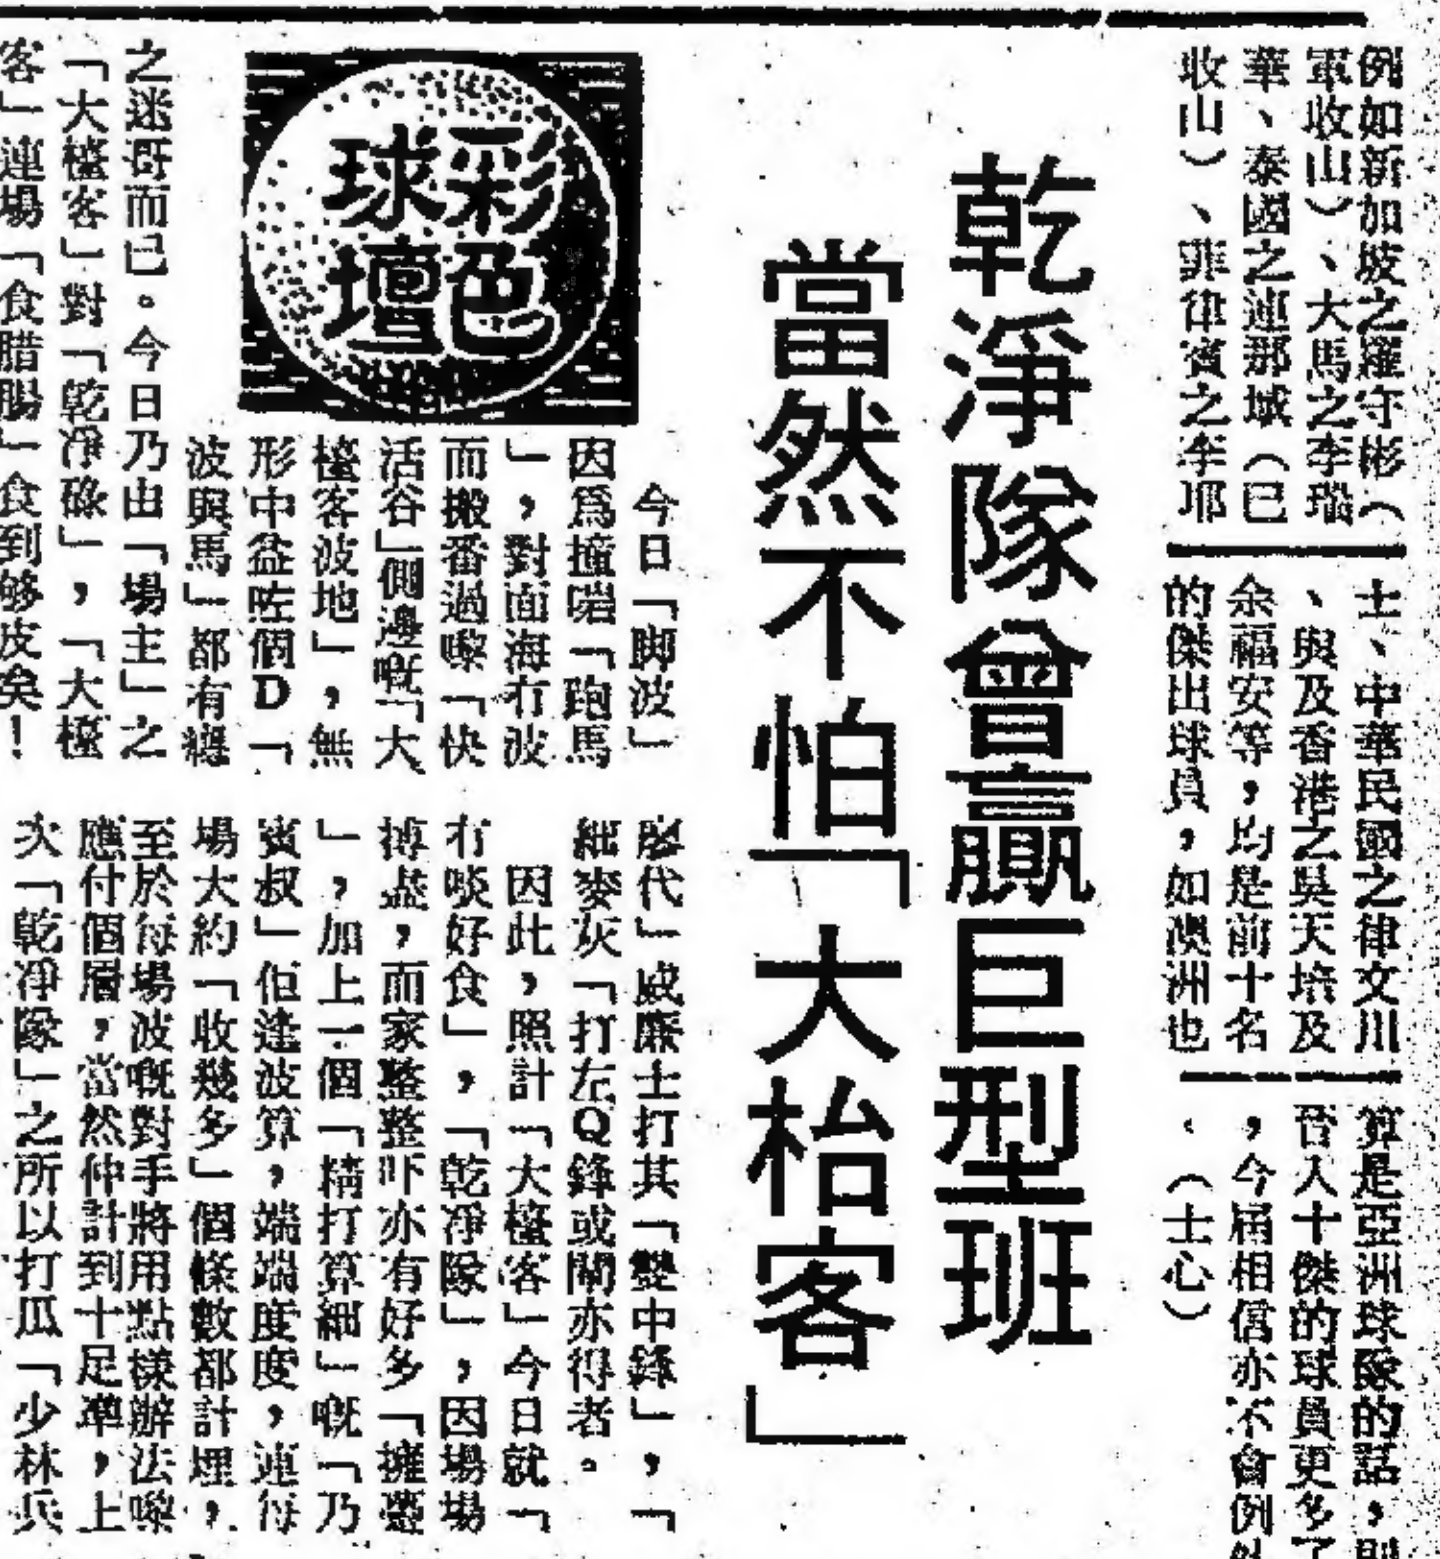 例如新加坡之羅守彬（
軍收山）、大馬之李瑞
華、泰國之連那城（已
收山）、菲律賓之李耶
士、中華民國之律文川
、與及香港之吳天培及
余福安等，均是前十名
的傑出球員，如澳洲也
算是亞洲球隊的話，則
晉入十傑的球員更多了
，今屆相信亦不會例外
。（士心）
乾淨隊曾贏巨型班
當然不怕「大枱客」
彩色
球壇
今日「脚波」
因為撞啱「跑馬
」，對面海冇波
而搬番過嚟「快
活谷」側邊嘅「大
檯客波地」，無
形中益咗個D「
波與馬」都有癮
之迷哥而已。今日乃由「場主」之
「大檯客」對「乾淨碌」，「大檯
客」連場「食腊腸」食到够皮矣！
廖代」威廉士打其「雙中鋒」，「
細麥灰「打左Q鋒或閘亦得者。
因此，照計「大檯客」今日就「
冇啖好食」，「乾淨隊」，因場場
搏盡，而家整整吓亦有好多「擁躉
」，加上一個「精打算細」嘅「乃
賓叔」佢逢波算，端端度度，連每
場大約「收幾多」個條數都計埋，
至於每場波嘅對手將用點樣辦法嚟
應付個層，當然仲計到十足準，上
次「乾淨隊」之所以打瓜「少林兵